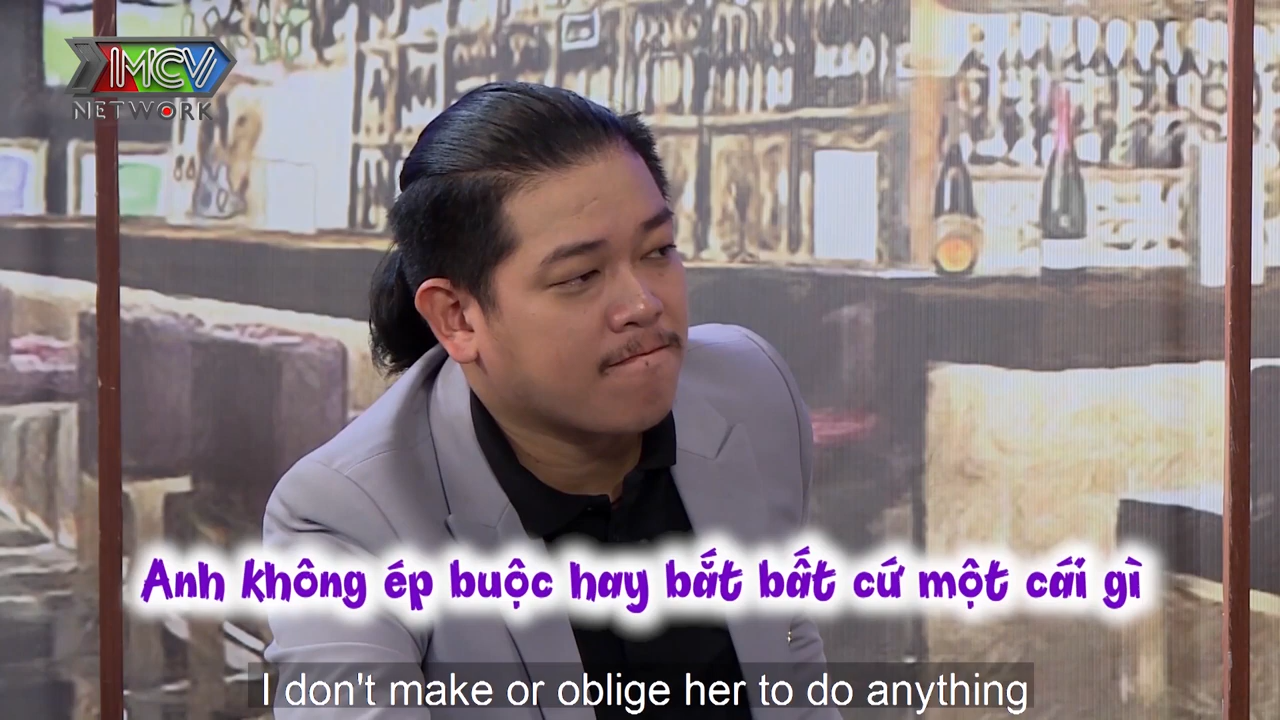 MCV
NETWORK
Anh không ép buộc hay bắt bất cứ một cái gì
I don't make or oblige her to do anything